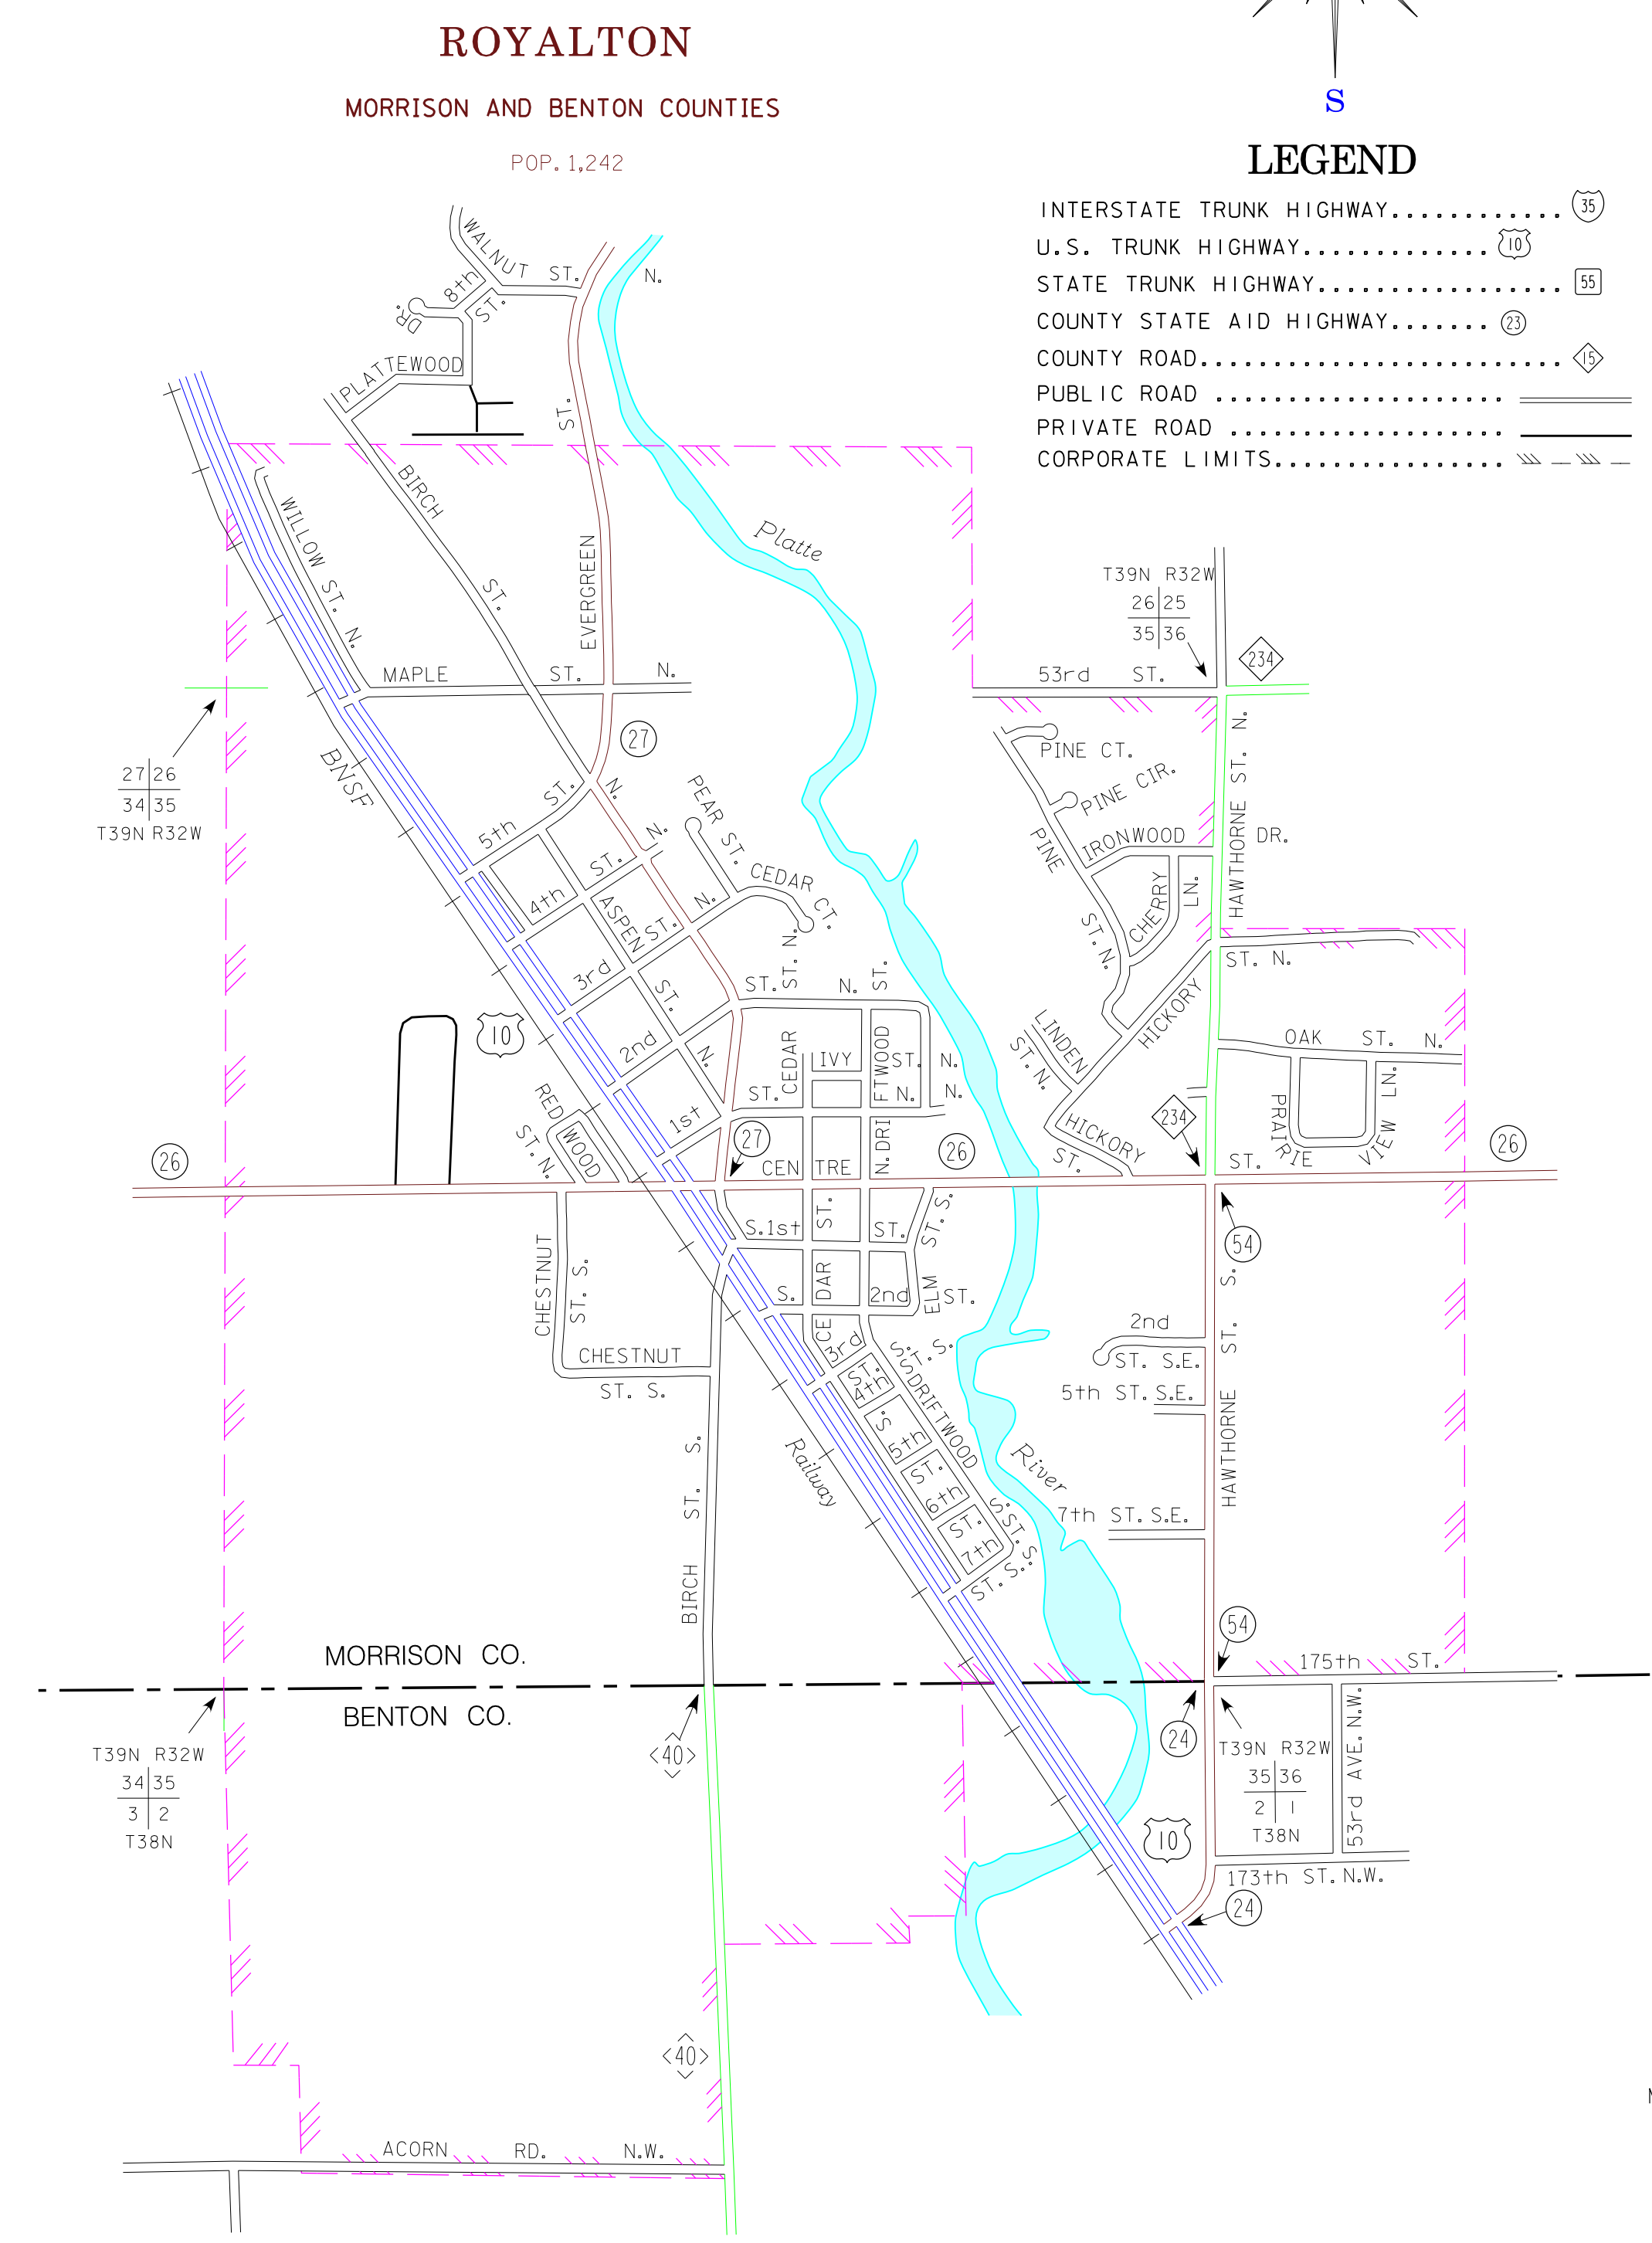 ROYALTON
MORRISON AND BENTON COUNTIES
POP. 1,242
S
LEGEND
INTERSTATE TRUNK HIGHWAY............ 35
U.S. TRUNK HIGHWAY............. 10
STATE TRUNK HIGHWAY................. 55
COUNTY STATE AID HIGHWAY....... 23
COUNTY ROAD......................... 15
PUBLIC ROAD ....................
PRIVATE ROAD ...................
CORPORATE LIMITS................
WALNUT ST. N.
8th ST.
DR.
PLATTEWOOD
ST.
BIRCH ST.
WILLOW ST. N.
EVERGREEN
Platte
T39N R32W
26 25
35 36
234
53rd ST.
MAPLE ST. N.
27
BNSF
27 26
34 35
T39N R32W
PINE CT.
PINE CIR.
PINE ST. N.
IRONWOOD DR.
CHERRY LN.
HAWTHORNE ST. N.
5th ST. N.
4th ST. N.
PEAR ST.
CEDAR CT.
ASPEN ST. N.
3rd ST. N.
2nd ST. N.
ST. N.
ST.
HICKORY ST. N.
10
LINDEN ST. N.
OAK ST. N.
PRAIRIE VIEW LN.
CEDAR
IVY ST. N.
N. DRIFTWOOD
1st ST. N. N.
RED WOOD ST. N.
234
HICKORY ST.
26
27
CENTRE ST.
26
26
54
S. 1st ST.
ST.
ELM ST. S.
CHESTNUT ST. S.
CHESTNUT ST. S.
S. 2nd ST.
CEDAR
3rd ST. S.
4th ST. S.
S. DRIFTWOOD ST. S.
5th ST. S.
6th ST. S.
7th ST. S.
2nd ST. S.E.
5th ST. S.E.
7th ST. S.E.
HAWTHORNE ST. S.
River
Railway
BIRCH ST. S.
54
175th ST.
MORRISON CO.
BENTON CO.
40
24
T39N R32W
34 35
3 2
T38N
T39N R32W
35 36
2 1
T38N
53rd AVE. N.W.
10
173th ST. N.W.
24
40
ACORN RD. N.W.